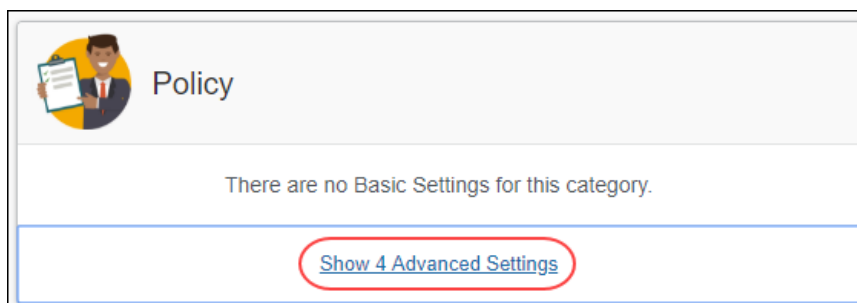 Policy
There are no Basic Settings for this category.
Show 4 Advanced Settings